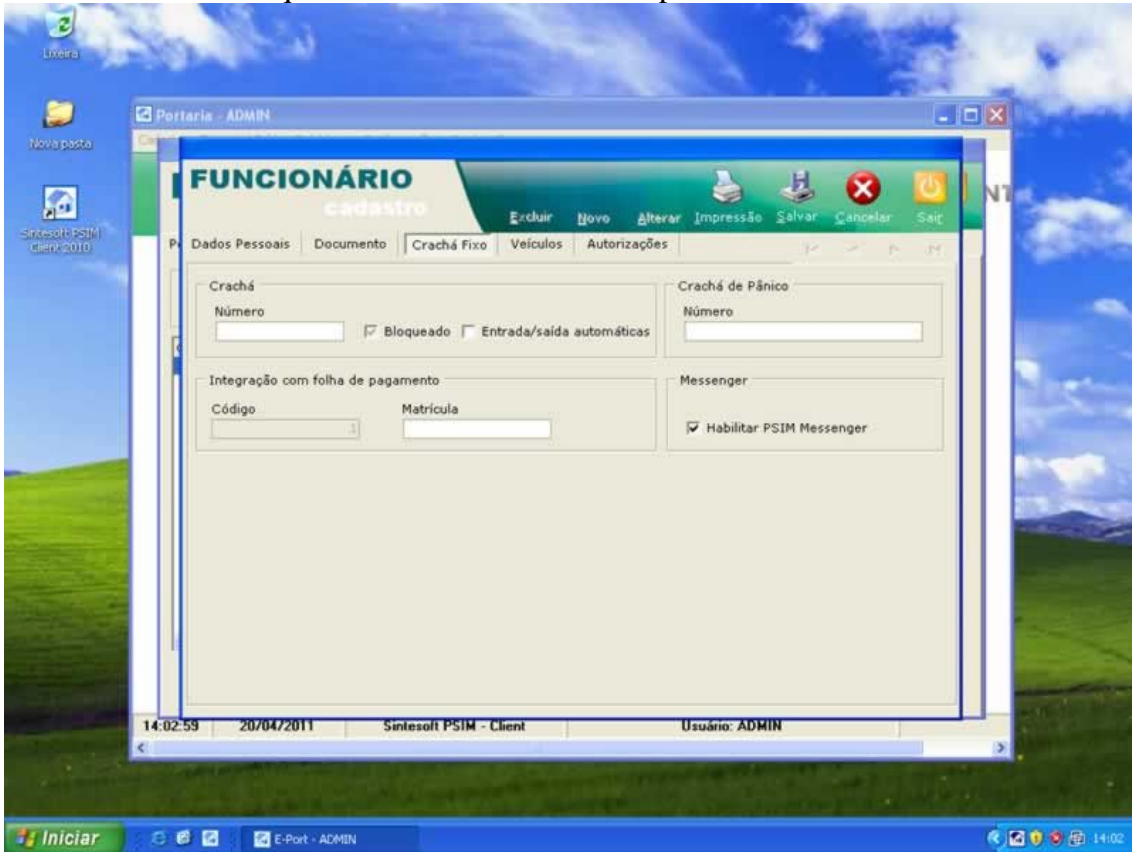 Lixeira
Nova pasta
Sintesoft PSIM
Client 2010
Portaria - ADMIN
FUNCIONÁRIO
cadastro
Excluir Novo Alterar Impressão Salvar Cancelar Sair
Dados Pessoais Documento Crachá Fixo Veículos Autorizações
Crachá
Número
Bloqueado Entrada/saída automáticas
Crachá de Pânico
Número
Integração com folha de pagamento
Código Matrícula
1
Messenger
Habilitar PSIM Messenger
14:02:59 20/04/2011 Sintesoft PSIM - Client Usuário: ADMIN
Iniciar E-Port - ADMIN 14:02